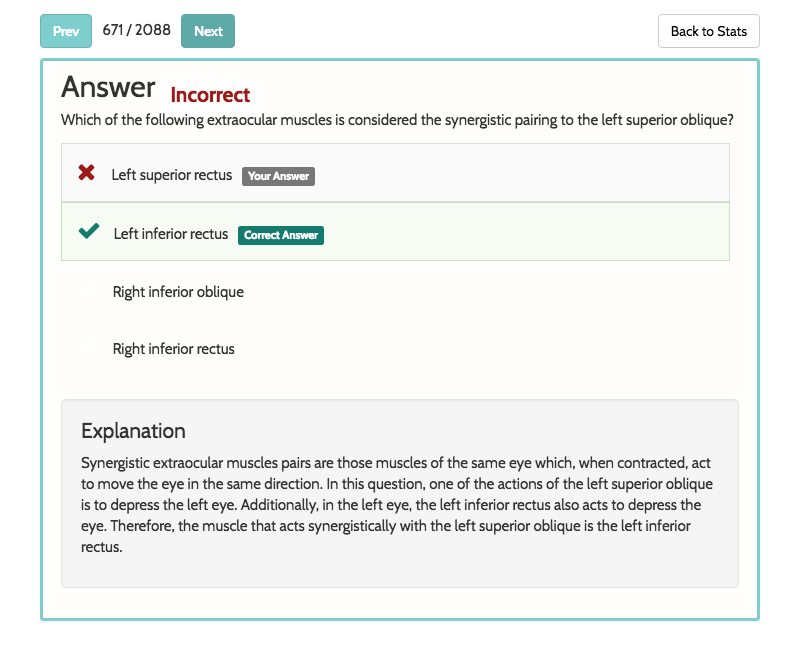 Prev 671 / 2088 Next Back to Stats
Answer Incorrect
Which of the following extraocular muscles is considered the synergistic pairing to the left superior oblique?
Left superior rectus Your Answer
Left inferior rectus Correct Answer
Right inferior oblique
Right inferior rectus
Explanation
Synergistic extraocular muscles pairs are those muscles of the same eye which, when contracted, act
to move the eye in the same direction. In this question, one of the actions of the left superior oblique
is to depress the left eye. Additionally, in the left eye, the left inferior rectus also acts to depress the
eye. Therefore, the muscle that acts synergistically with the left superior oblique is the left inferior
rectus.